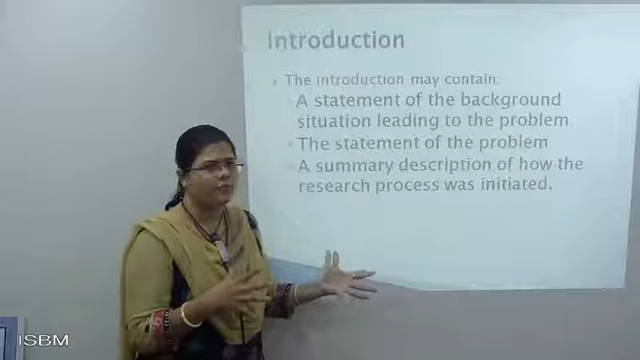 Introduction
The introduction may contain:
A statement of the background
situation leading to the problem
The statement of the problem
A summary description of how the
research process was initiated.
ISBM